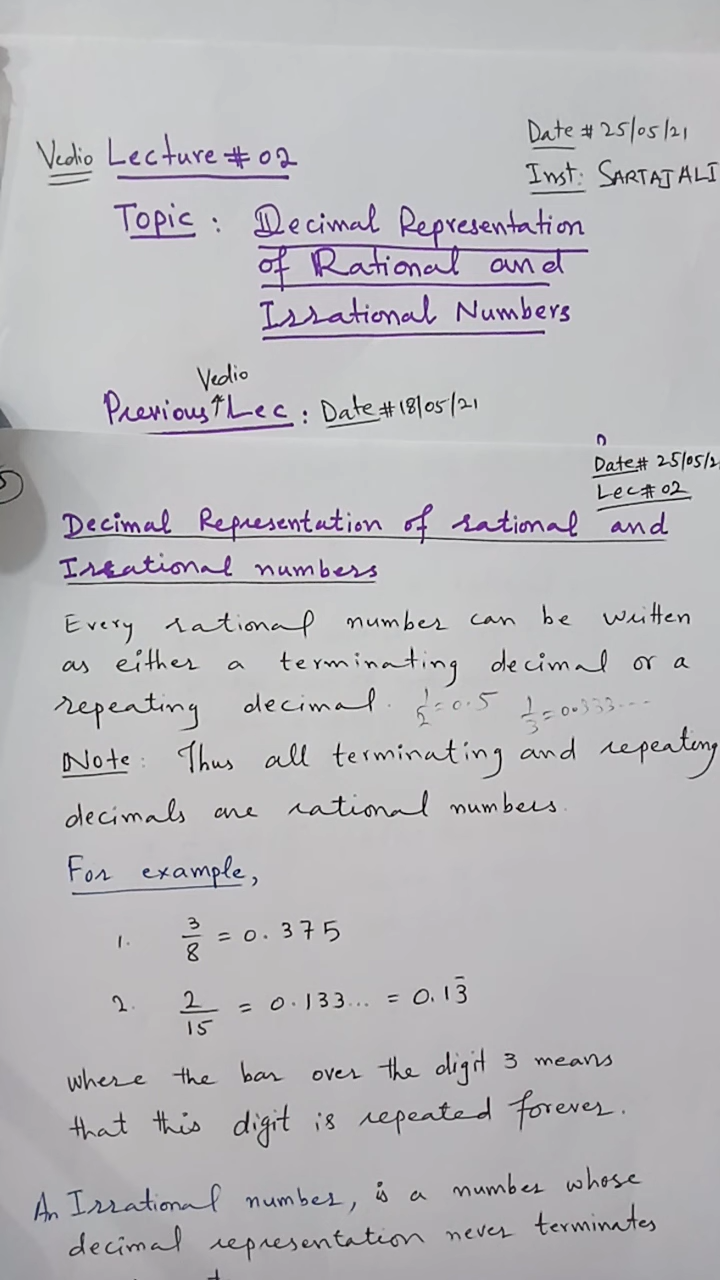 Vedio Lecture # 02
Date # 25/05/21
Inst: SARTAJ ALI
Topic: Decimal Representation
of Rational and
Irrational Numbers
Vedio
Previous ↑ Lec : Date # 18/05/21
Date# 25/05/2
Lec# 02
Decimal Representation of rational and
Irrational numbers
Every rational number can be written
as either a terminating decimal or a
repeating decimal. 1/2 = 0.5 1/3 = 0.333...
Note: Thus all terminating and repeating
decimals are rational numbers.
For example,
1. 3/8 = 0.375
2. 2/15 = 0.133... = 0.13̄
where the bar over the digit 3 means
that this digit is repeated forever.
An Irrational number, is a number whose
decimal representation never terminates